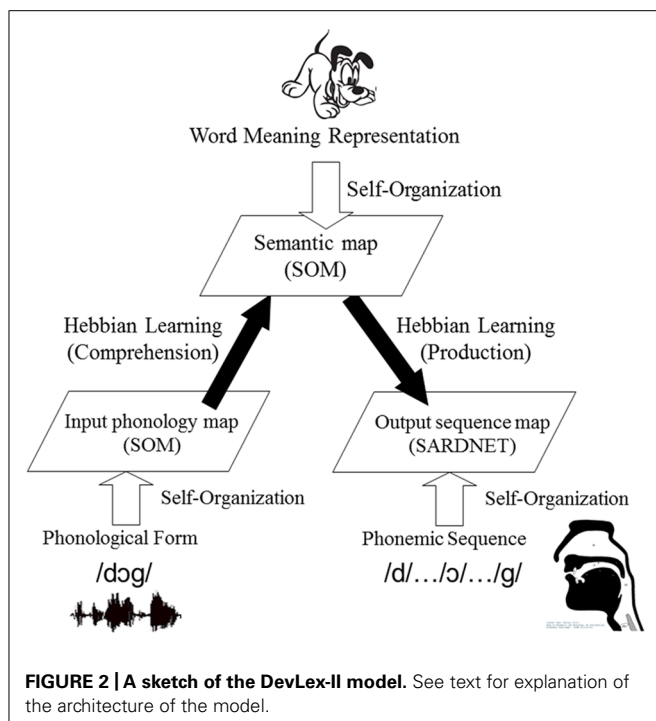 Word Meaning Representation
Self-Organization
Semantic map
(SOM)
Hebbian Learning
(Comprehension)
Hebbian Learning
(Production)
Input phonology map
(SOM)
Output sequence map
(SARDNET)
Self-Organization
Self-Organization
Phonological Form
/dɔg/
Phonemic Sequence
/d/…/ɔ/…/g/
FIGURE 2 | A sketch of the DevLex-II model. See text for explanation of
the architecture of the model.